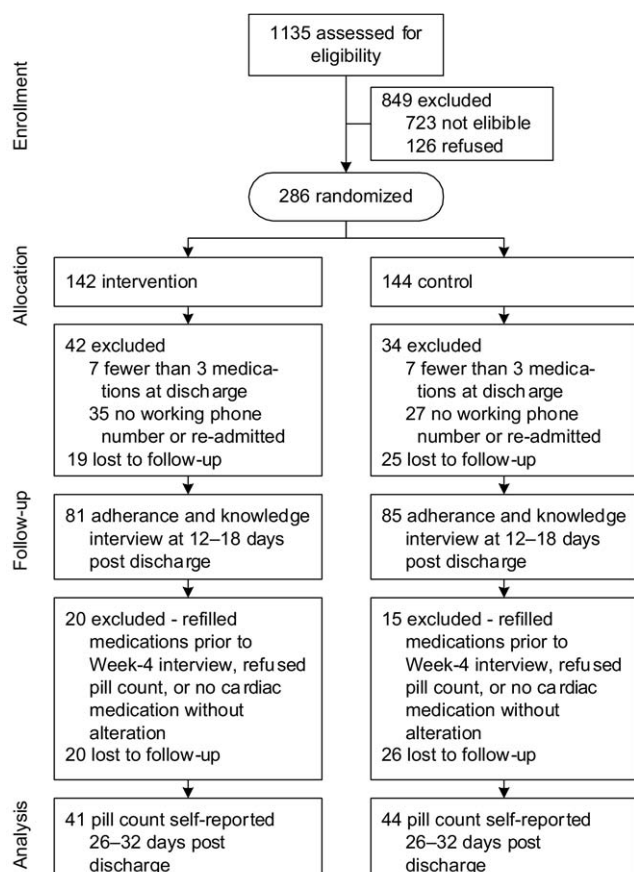 1135 assessed for
eligibility
Enrollment
849 excluded
723 not elibible
126 refused
286 randomized
Allocation
142 intervention
144 control
42 excluded
7 fewer than 3 medica-
tions at discharge
35 no working phone
number or re-admitted
19 lost to follow-up
34 excluded
7 fewer than 3 medica-
tions at discharge
27 no working phone
number or re-admitted
25 lost to follow-up
Follow-up
81 adherance and knowledge
interview at 12–18 days
post discharge
85 adherance and knowledge
interview at 12–18 days
post discharge
20 excluded - refilled
medications prior to
Week-4 interview, refused
pill count, or no cardiac
medication without
alteration
20 lost to follow-up
15 excluded - refilled
medications prior to
Week-4 interview, refused
pill count, or no cardiac
medication without
alteration
26 lost to follow-up
Analysis
41 pill count self-reported
26–32 days post
discharge
44 pill count self-reported
26–32 days post
discharge